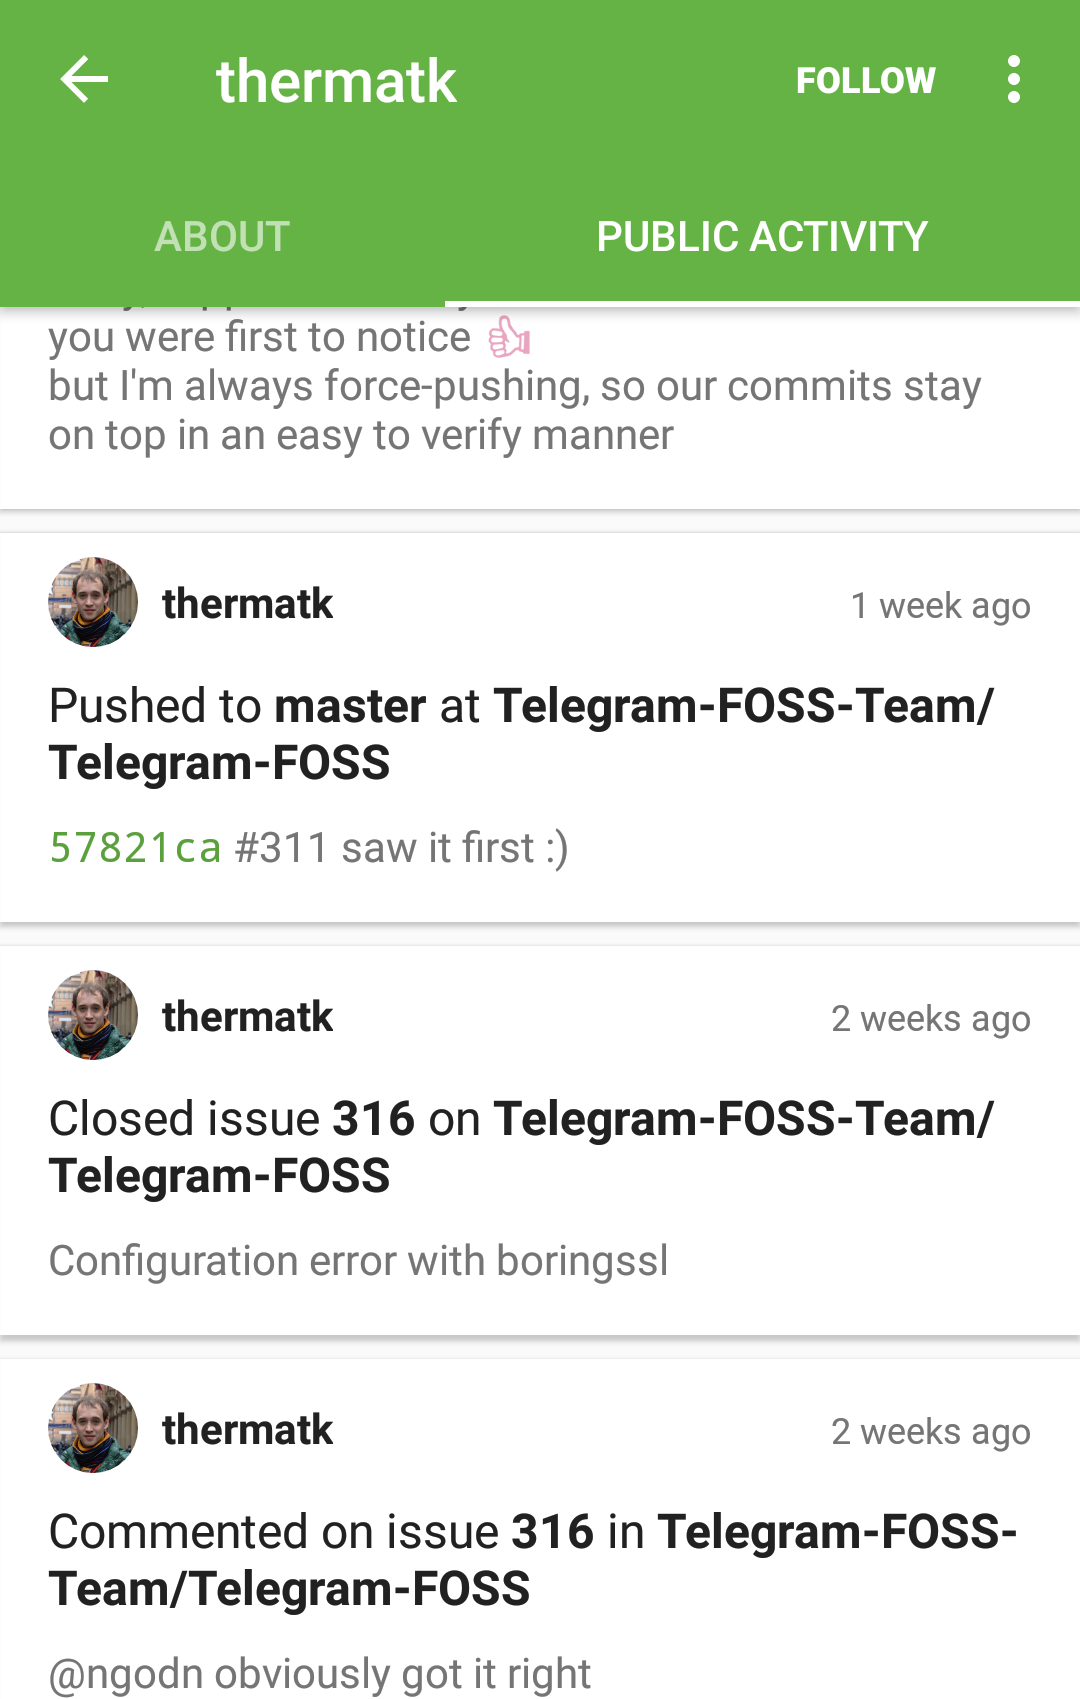 thermatk
FOLLOW
ABOUT
PUBLIC ACTIVITY
you were first to notice 👍
but I'm always force-pushing, so our commits stay
on top in an easy to verify manner
thermatk
1 week ago
Pushed to master at Telegram-FOSS-Team/
Telegram-FOSS
57821ca #311 saw it first :)
thermatk
2 weeks ago
Closed issue 316 on Telegram-FOSS-Team/
Telegram-FOSS
Configuration error with boringssl
thermatk
2 weeks ago
Commented on issue 316 in Telegram-FOSS-
Team/Telegram-FOSS
@ngodn obviously got it right